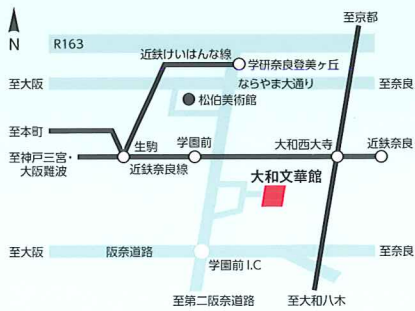 至京都
N
R163
近鉄けいはんな線
学研奈良登美ヶ丘
至大阪
ならやま大通り
至奈良
松伯美術館
至本町
生駒
学園前
大和西大寺
近鉄奈良
至神戸三宮・
大阪難波
近鉄奈良線
大和文華館
至大阪
阪奈道路
至奈良
学園前 I.C
至第二阪奈道路
至大和八木